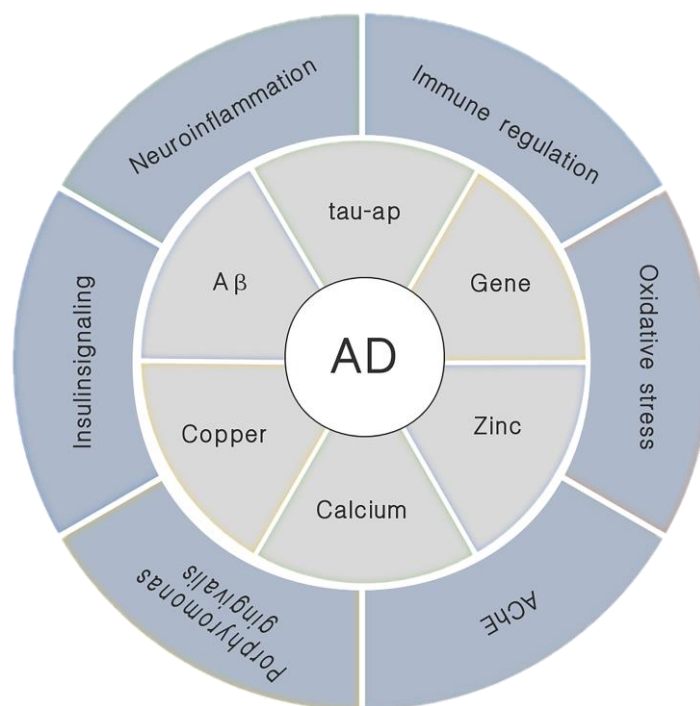 Neuroinflammation
Immune regulation
Oxidative stress
AChE
Porphyromonas
gingivalis
Insulinsignaling
tau-ap
Gene
Zinc
Calcium
Copper
Aβ
AD